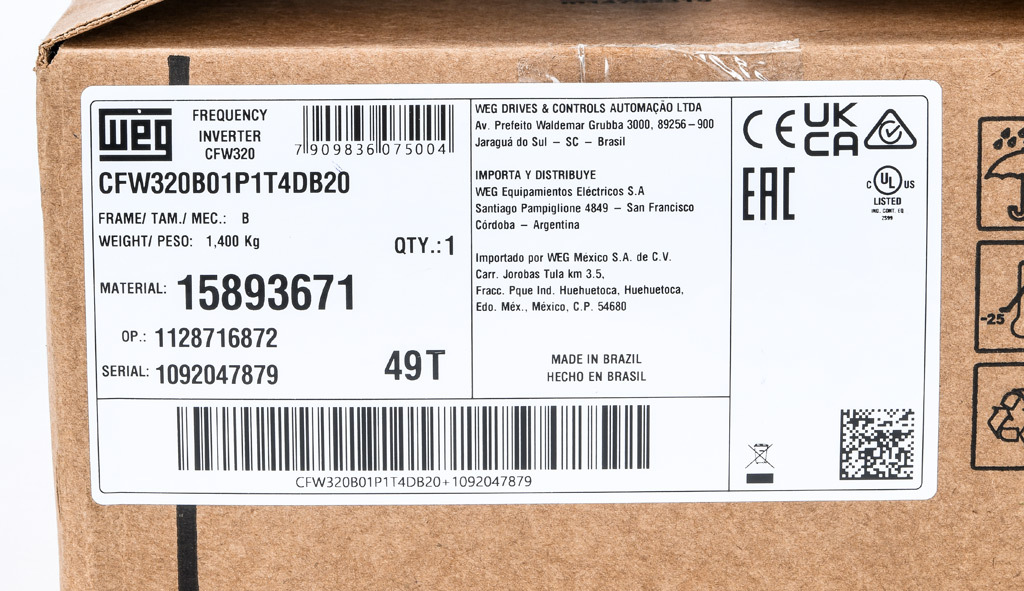 weg
FREQUENCY
INVERTER
CFW320
7 909836 075004
CFW320B01P1T4DB20
FRAME/ TAM./ MEC.: B
WEIGHT/ PESO: 1,400 Kg
QTY.: 1
MATERIAL: 15893671
OP.: 1128716872
SERIAL: 1092047879
49T
WEG DRIVES & CONTROLS AUTOMAÇÃO LTDA
Av. Prefeito Waldemar Grubba 3000, 89256 – 900
Jaraguá do Sul – SC – Brasil
IMPORTA Y DISTRIBUYE
WEG Equipamientos Eléctricos S.A
Santiago Pampiglione 4849 – San Francisco
Córdoba – Argentina
Importado por WEG México S.A. de C.V.
Carr. Jorobas Tula km 3.5,
Fracc. Pque Ind. Huehuetoca, Huehuetoca,
Edo. Méx., México, C.P. 54680
MADE IN BRAZIL
HECHO EN BRASIL
CE
UK
CA
EAC
C UL US
LISTED
IND. CONT. EQ
CFW320B01P1T4DB20+1092047879
-25